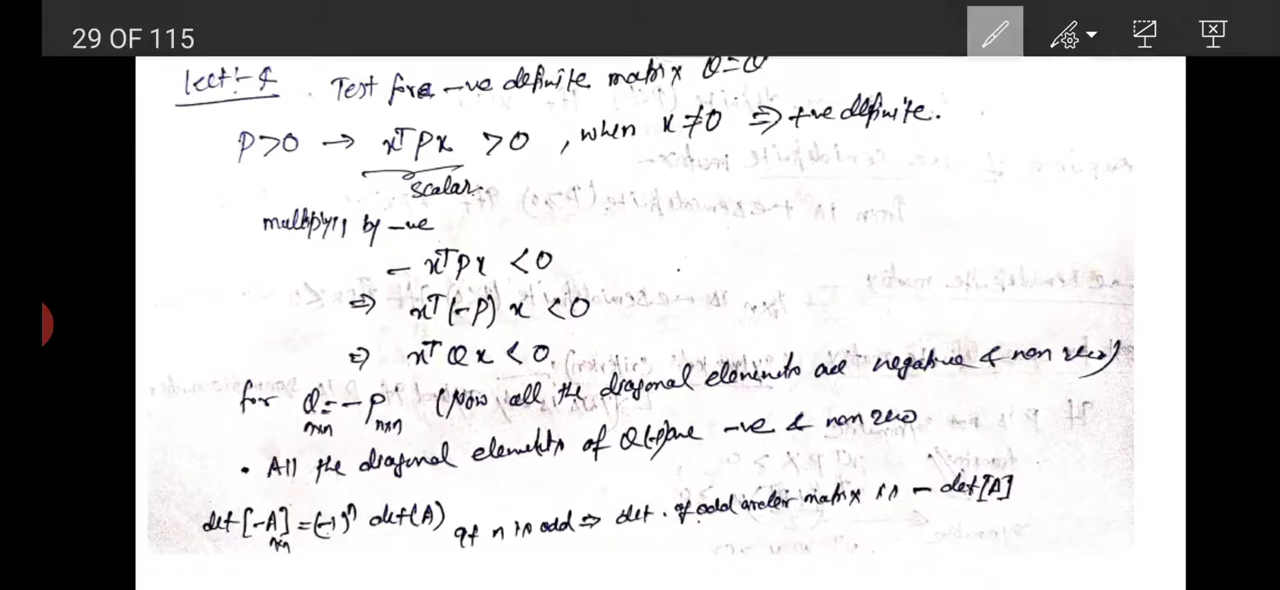 29 OF 115
Lect:-4. Test for -ve definite matrix Q=Q
P>0 → xᵀPx >0, when x≠0 ⇒ +ve definite.
scalar.
multiplying by -ve
- xᵀPx <0
⇒ xᵀ(-P) x <0
⇒ xᵀQx <0.
for Q = -P (Now all the diagonal elements are negative & non zero)
n×n n×n
• All the diagonal elements of Q(-P) are -ve & non zero
det[-A] = (-1)ⁿ det(A) if n is odd ⇒ det. of odd order matrix is - det[A]
n×n